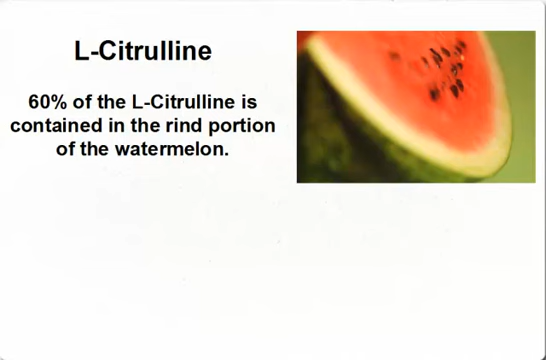 L-Citrulline
60% of the L-Citrulline is
contained in the rind portion
of the watermelon.